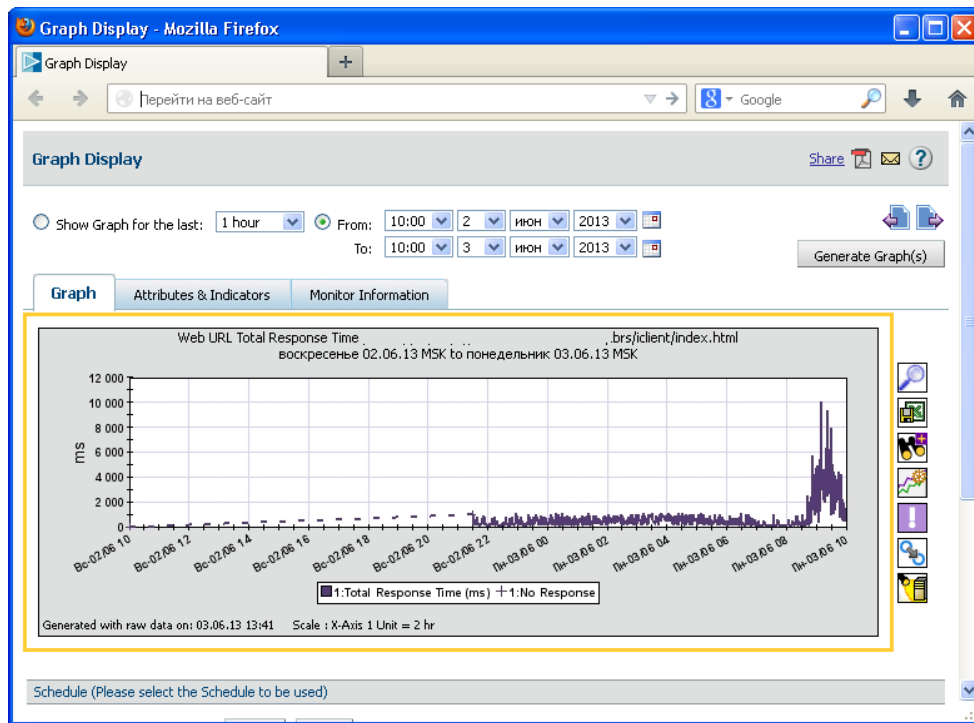 Graph Display - Mozilla Firefox
Graph Display
Перейти на веб-сайт
Google
Graph Display
Share
Show Graph for the last: 1 hour From: 10:00 2 июн 2013
To: 10:00 3 июн 2013
Generate Graph(s)
Graph Attributes & Indicators Monitor Information
Web URL Total Response Time .brs/iclient/index.html
воскресенье 02.06.13 MSK to понедельник 03.06.13 MSK
12 000
10 000
8 000
6 000
4 000
2 000
0
ms
Вс-02/06 10 Вс-02/06 12 Вс-02/06 14 Вс-02/06 16 Вс-02/06 18 Вс-02/06 20 Вс-02/06 22 Пн-03/06 00 Пн-03/06 02 Пн-03/06 04 Пн-03/06 06 Пн-03/06 08 Пн-03/06 10
1:Total Response Time (ms) 1:No Response
Generated with raw data on: 03.06.13 13:41 Scale : X-Axis 1 Unit = 2 hr
Schedule (Please select the Schedule to be used)